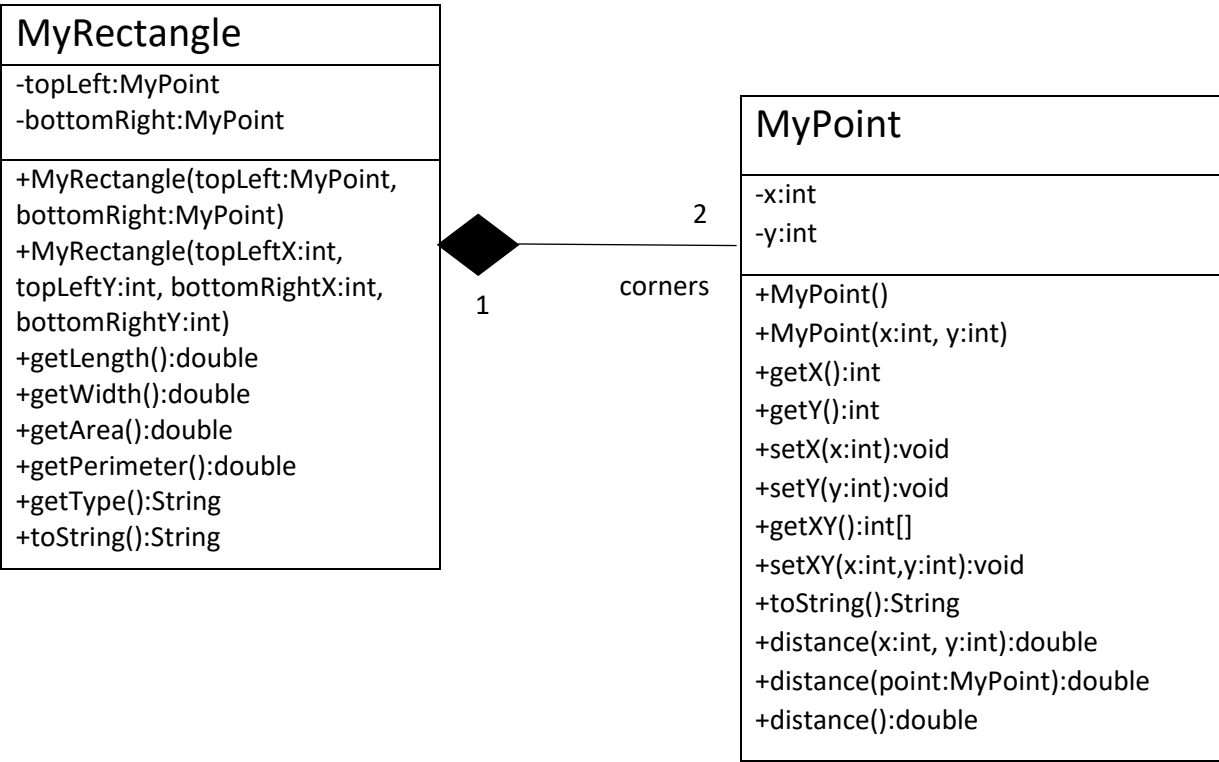 MyRectangle
-topLeft:MyPoint
-bottomRight:MyPoint
+MyRectangle(topLeft:MyPoint,
bottomRight:MyPoint)
+MyRectangle(topLeftX:int,
topLeftY:int, bottomRightX:int,
bottomRightY:int)
+getLength():double
+getWidth():double
+getArea():double
+getPerimeter():double
+getType():String
+toString():String
1
2
corners
MyPoint
-x:int
-y:int
+MyPoint()
+MyPoint(x:int, y:int)
+getX():int
+getY():int
+setX(x:int):void
+setY(y:int):void
+getXY():int[]
+setXY(x:int,y:int):void
+toString():String
+distance(x:int, y:int):double
+distance(point:MyPoint):double
+distance():double